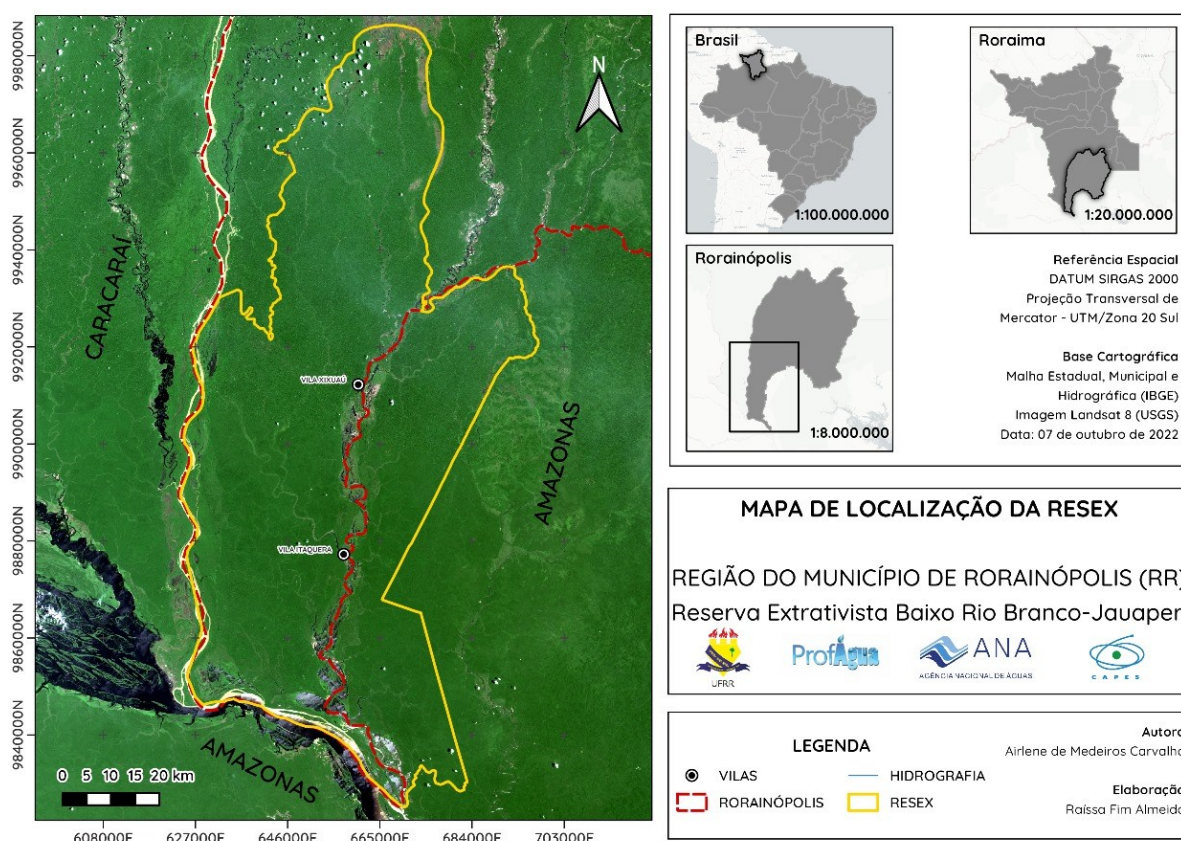 9980000N
9960000N
9940000N
9920000N
9900000N
9880000N
9860000N
9840000N
N
CARACARAÍ
VILA XIXUAÚ
AMAZONAS
VILA ITAQUERA
AMAZONAS
0 5 10 15 20 km
608000E 627000E 646000E 665000E 684000E 703000E
Brasil
1:100.000.000
Roraima
1:20.000.000
Rorainópolis
1:8.000.000
Referência Espacial
DATUM SIRGAS 2000
Projeção Transversal de
Mercator - UTM/Zona 20 Sul
Base Cartográfica
Malha Estadual, Municipal e
Hidrográfica (IBGE)
Imagem Landsat 8 (USGS)
Data: 07 de outubro de 2022
MAPA DE LOCALIZAÇÃO DA RESEX
REGIÃO DO MUNICÍPIO DE RORAINÓPOLIS (RR)
Reserva Extrativista Baixo Rio Branco-Jauaper
UFRR
ProfÁgua
ANA
AGÊNCIA NACIONAL DE ÁGUAS
CAPES
LEGENDA
VILAS
HIDROGRAFIA
RORAINÓPOLIS
RESEX
Autora
Airlene de Medeiros Carvalho
Elaboração
Raíssa Fim Almeida